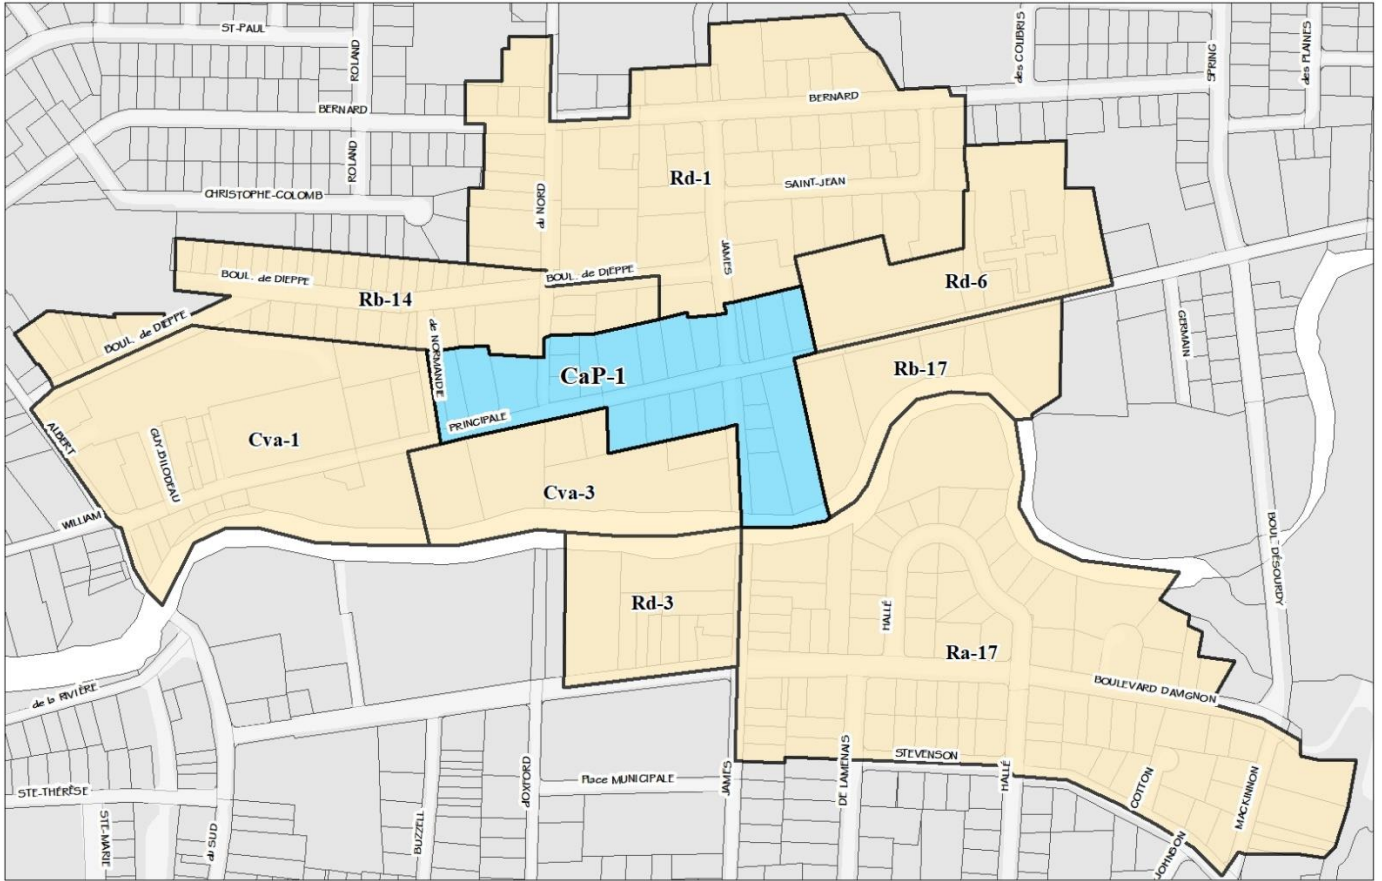 ST-PAUL
ROLAND
des COLIBRIS
SPRING
des PLAINES
BERNARD
BERNARD
ROLAND
Rd-1
SAINT-JEAN
CHRISTOPHE-COLOMB
du NORD
JAMES
BOUL. de DIEPPE
BOUL. de DIEPPE
Rb-14
Rd-6
BOUL. de DIEPPE
de NORMANDIE
GERMAIN
CaP-1
Rb-17
PRINCIPALE
ALBERT
Cva-1
GUY-BILODEAU
Cva-3
WILLIAM
BOUL. DÉSOURDY
Rd-3
HALLÉ
Ra-17
de la RIVIÈRE
BOULEVARD D'AVIGNON
STEVENSON
DE LAMENAIS
HALLÉ
Place MUNICIPALE
JAMES
d'OXFORD
COTTON
MACKINNON
STE-THÉRÈSE
STE-MARIE
du SUD
BUZZELL
JOHNSON